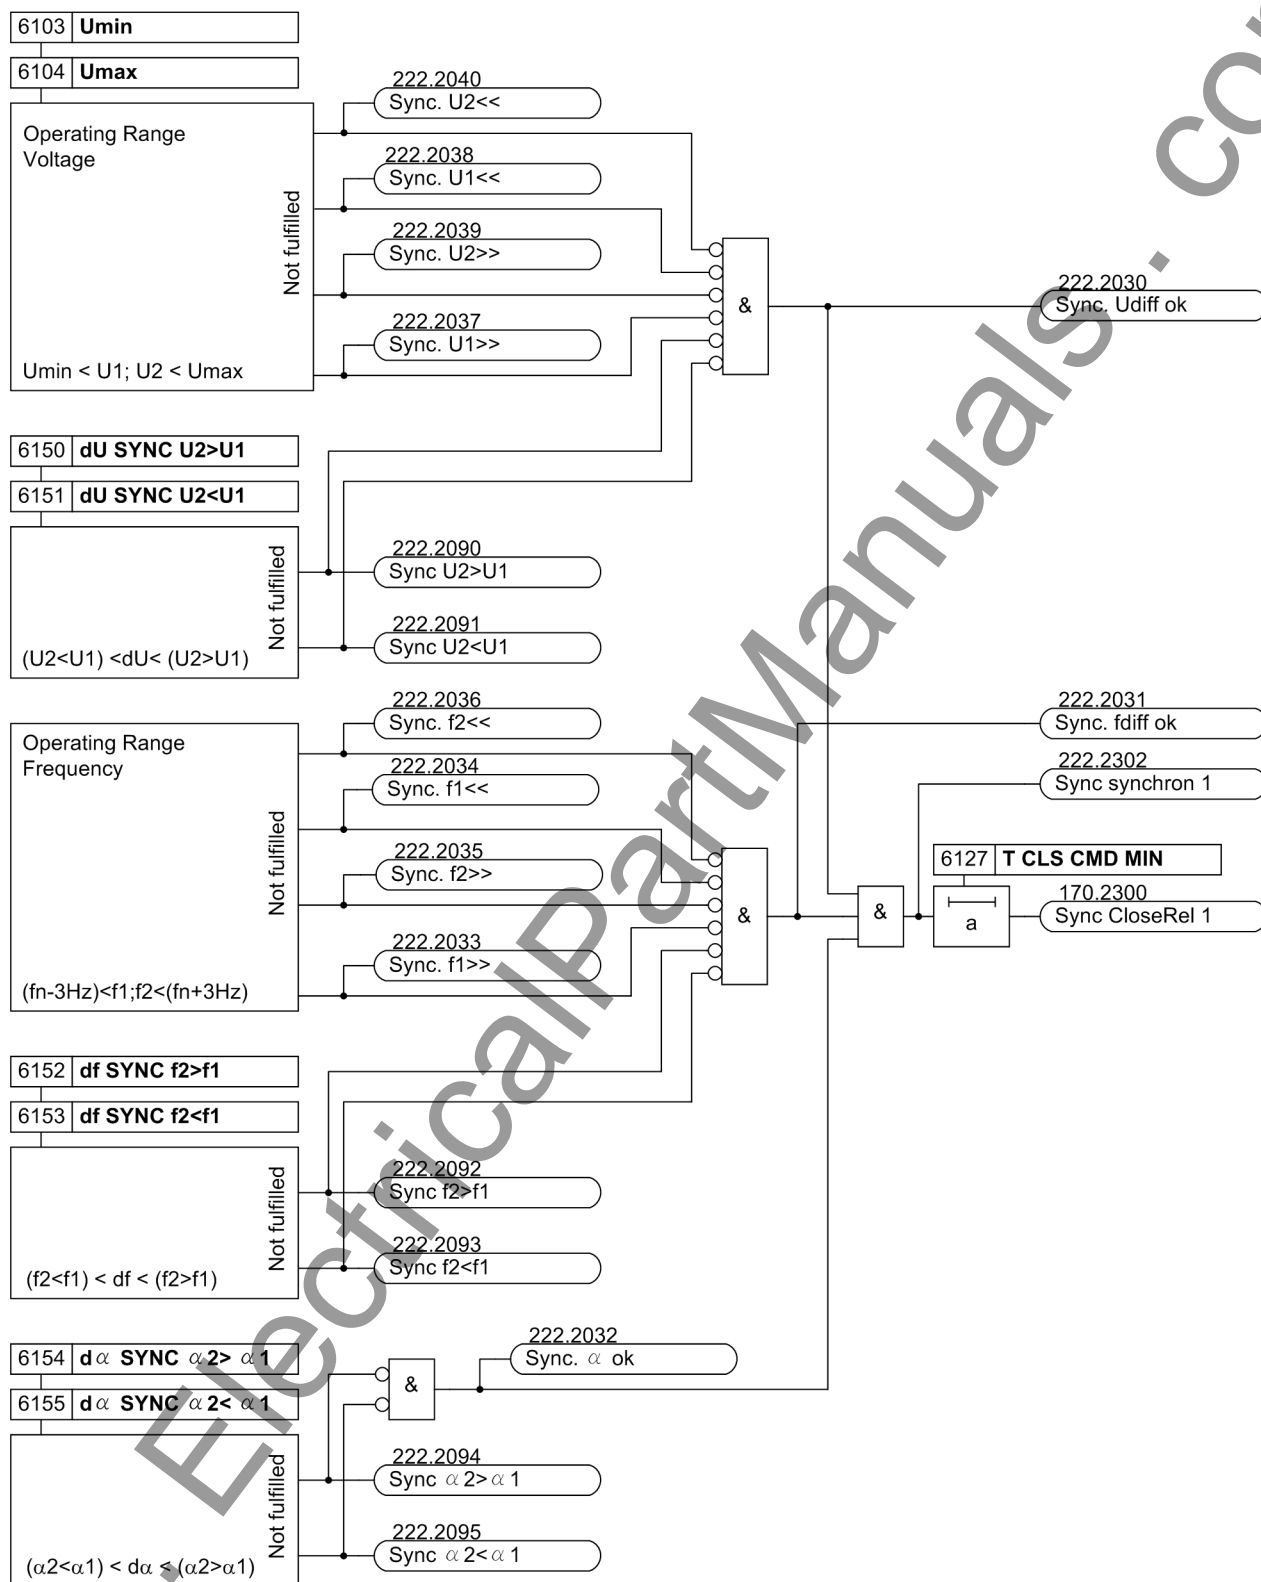 6103 Umin
6104 Umax
Operating Range
Voltage
Not fulfilled
Umin < U1; U2 < Umax
222.2040
Sync. U2<<
222.2038
Sync. U1<<
222.2039
Sync. U2>>
222.2037
Sync. U1>>
&
222.2030
Sync. Udiff ok
6150 dU SYNC U2>U1
6151 dU SYNC U2<U1
Not fulfilled
(U2<U1) <dU< (U2>U1)
222.2090
Sync U2>U1
222.2091
Sync U2<U1
Operating Range
Frequency
Not fulfilled
(fn-3Hz)<f1;f2<(fn+3Hz)
222.2036
Sync. f2<<
222.2034
Sync. f1<<
222.2035
Sync. f2>>
222.2033
Sync. f1>>
&
&
222.2031
Sync. fdiff ok
222.2302
Sync synchron 1
6127 T CLS CMD MIN
a
170.2300
Sync CloseRel 1
6152 df SYNC f2>f1
6153 df SYNC f2<f1
Not fulfilled
(f2<f1) < df < (f2>f1)
222.2092
Sync f2>f1
222.2093
Sync f2<f1
6154 dα SYNC α2> α1
6155 dα SYNC α2< α1
&
222.2032
Sync. α ok
Not fulfilled
(α2<α1) < dα < (α2>α1)
222.2094
Sync α2>α1
222.2095
Sync α2<α1
. ElectricalPartManuals . co